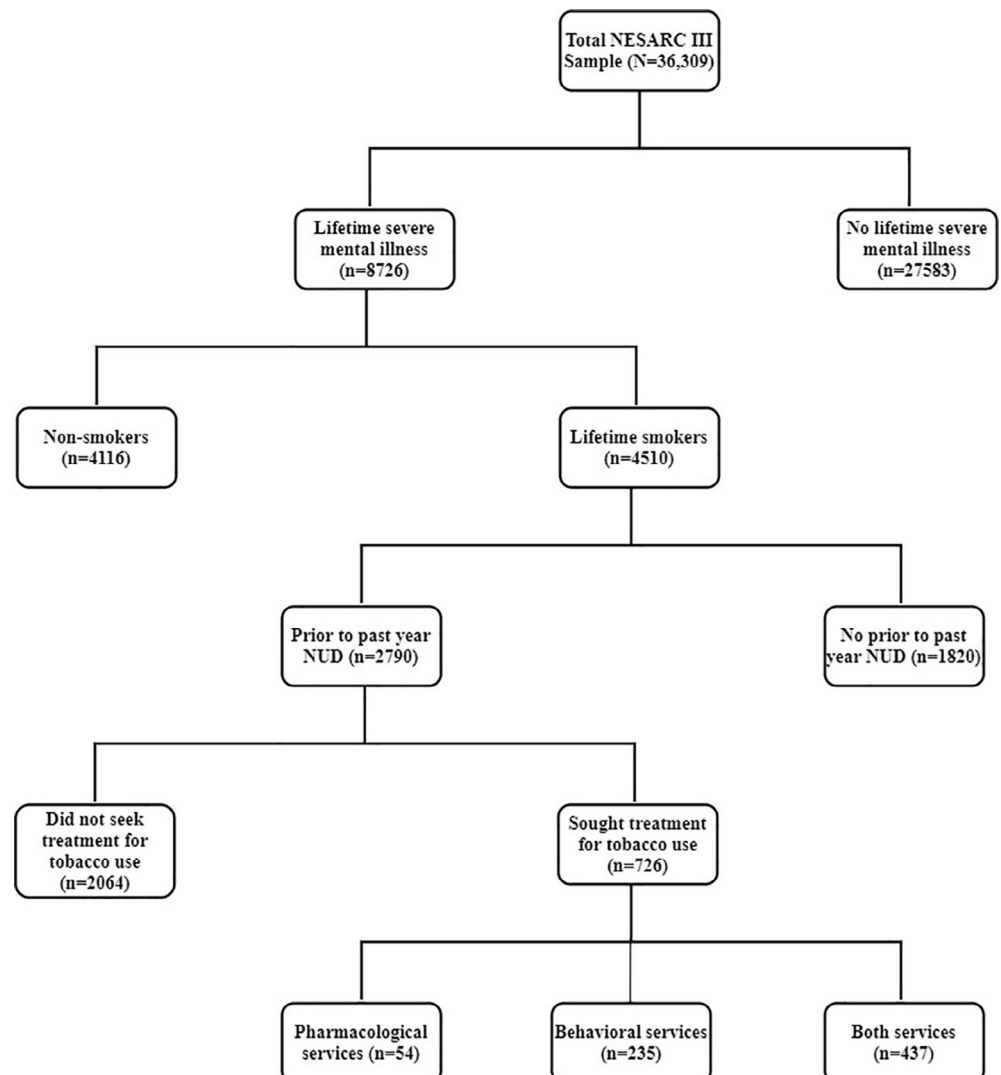 Total NESARC III
Sample (N=36,309)
Lifetime severe
mental illness
(n=8726)
No lifetime severe
mental illness
(n=27583)
Non-smokers
(n=4116)
Lifetime smokers
(n=4510)
Prior to past year
NUD (n=2790)
No prior to past
year NUD (n=1820)
Did not seek
treatment for
tobacco use
(n=2064)
Sought treatment
for tobacco use
(n=726)
Pharmacological
services (n=54)
Behavioral services
(n=235)
Both services
(n=437)